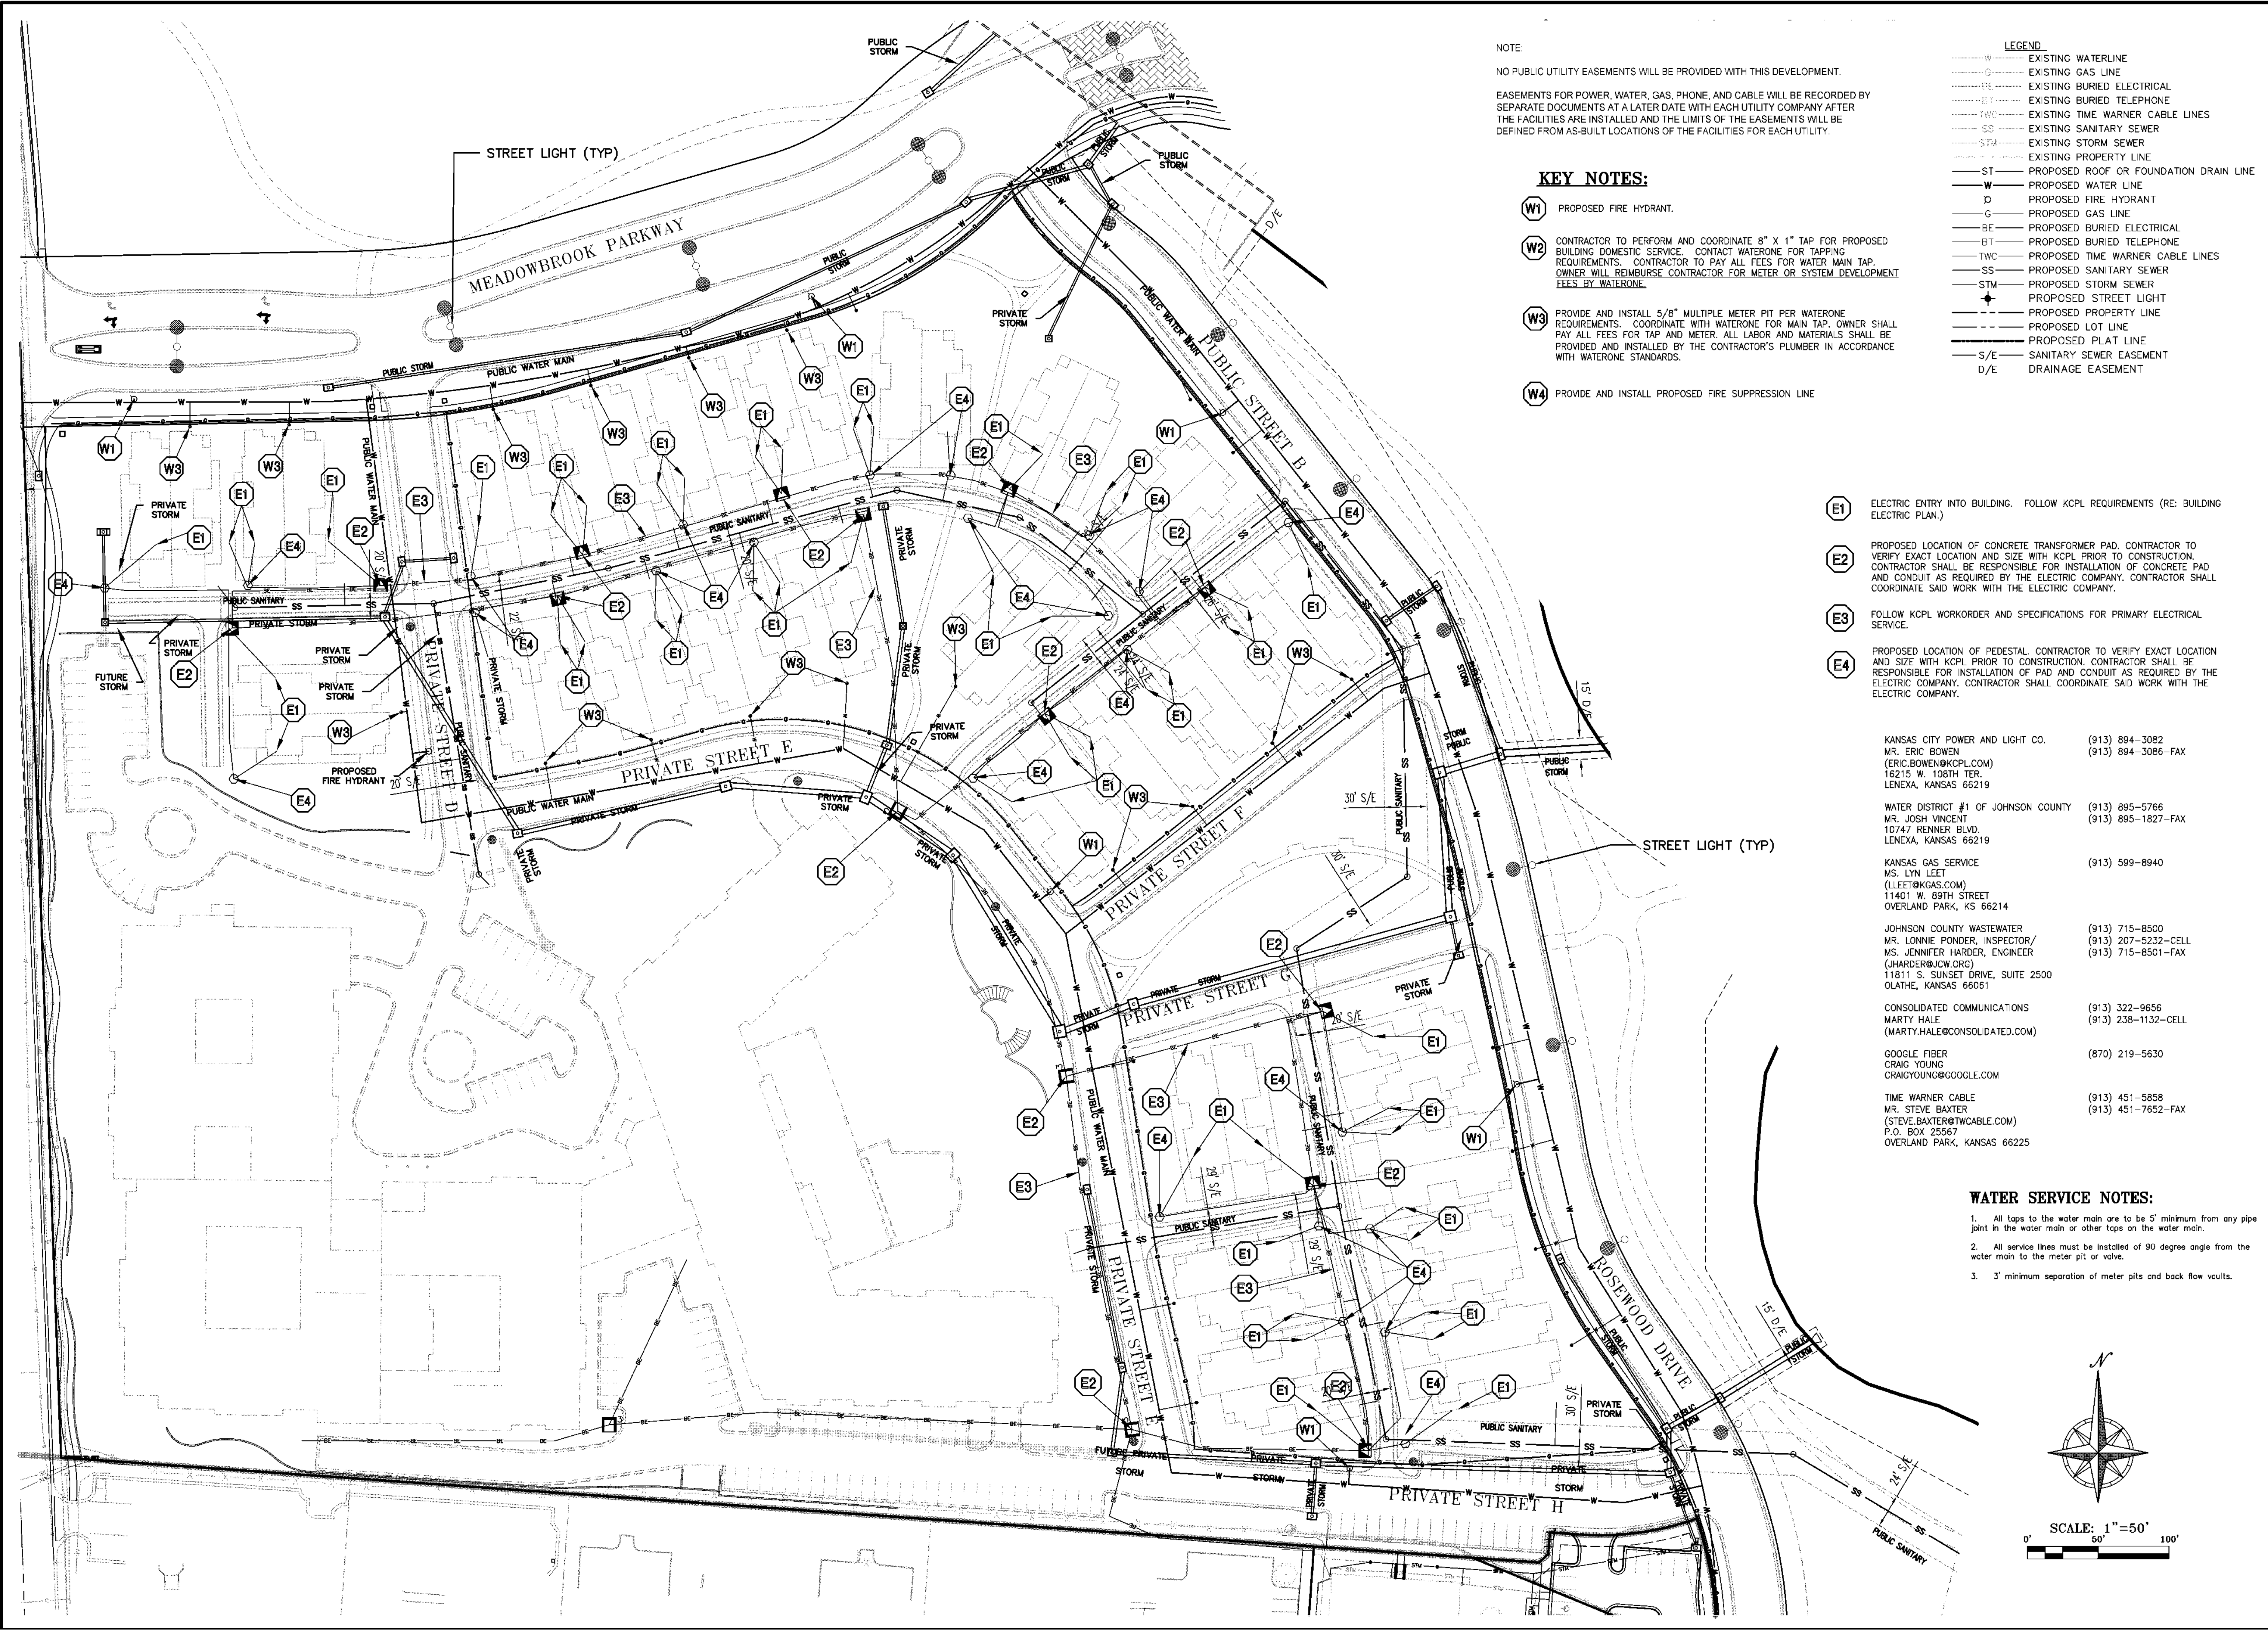 NOTE:
NO PUBLIC UTILITY EASEMENTS WILL BE PROVIDED WITH THIS DEVELOPMENT.
EASEMENTS FOR POWER, WATER, GAS, PHONE, AND CABLE WILL BE RECORDED BY
SEPARATE DOCUMENTS AT A LATER DATE WITH EACH UTILITY COMPANY AFTER
THE FACILITIES ARE INSTALLED AND THE LIMITS OF THE EASEMENTS WILL BE
DEFINED FROM AS-BUILT LOCATIONS OF THE FACILITIES FOR EACH UTILITY.
KEY NOTES:
W1 PROPOSED FIRE HYDRANT.
W2 CONTRACTOR TO PERFORM AND COORDINATE 8" X 1" TAP FOR PROPOSED
BUILDING DOMESTIC SERVICE. CONTACT WATERONE FOR TAPPING
REQUIREMENTS. CONTRACTOR TO PAY ALL FEES FOR WATER MAIN TAP.
OWNER WILL REIMBURSE CONTRACTOR FOR METER OR SYSTEM DEVELOPMENT
FEES BY WATERONE.
W3 PROVIDE AND INSTALL 5/8" MULTIPLE METER PIT PER WATERONE
REQUIREMENTS. COORDINATE WITH WATERONE FOR MAIN TAP. OWNER SHALL
PAY ALL FEES FOR TAP AND METER. ALL LABOR AND MATERIALS SHALL BE
PROVIDED AND INSTALLED BY THE CONTRACTOR'S PLUMBER IN ACCORDANCE
WITH WATERONE STANDARDS.
W4 PROVIDE AND INSTALL PROPOSED FIRE SUPPRESSION LINE
LEGEND
W EXISTING WATERLINE
G EXISTING GAS LINE
BE EXISTING BURIED ELECTRICAL
BT EXISTING BURIED TELEPHONE
TWC EXISTING TIME WARNER CABLE LINES
SS EXISTING SANITARY SEWER
STM EXISTING STORM SEWER
EXISTING PROPERTY LINE
ST PROPOSED ROOF OR FOUNDATION DRAIN LINE
W PROPOSED WATER LINE
PROPOSED FIRE HYDRANT
G PROPOSED GAS LINE
BE PROPOSED BURIED ELECTRICAL
BT PROPOSED BURIED TELEPHONE
TWC PROPOSED TIME WARNER CABLE LINES
SS PROPOSED SANITARY SEWER
STM PROPOSED STORM SEWER
PROPOSED STREET LIGHT
PROPOSED PROPERTY LINE
PROPOSED LOT LINE
PROPOSED PLAT LINE
S/E SANITARY SEWER EASEMENT
D/E DRAINAGE EASEMENT
E1 ELECTRIC ENTRY INTO BUILDING. FOLLOW KCPL REQUIREMENTS (RE: BUILDING
ELECTRIC PLAN.)
E2 PROPOSED LOCATION OF CONCRETE TRANSFORMER PAD. CONTRACTOR TO
VERIFY EXACT LOCATION AND SIZE WITH KCPL PRIOR TO CONSTRUCTION.
CONTRACTOR SHALL BE RESPONSIBLE FOR INSTALLATION OF CONCRETE PAD
AND CONDUIT AS REQUIRED BY THE ELECTRIC COMPANY. CONTRACTOR SHALL
COORDINATE SAID WORK WITH THE ELECTRIC COMPANY.
E3 FOLLOW KCPL WORKORDER AND SPECIFICATIONS FOR PRIMARY ELECTRICAL
SERVICE.
E4 PROPOSED LOCATION OF PEDESTAL. CONTRACTOR TO VERIFY EXACT LOCATION
AND SIZE WITH KCPL PRIOR TO CONSTRUCTION. CONTRACTOR SHALL BE
RESPONSIBLE FOR INSTALLATION OF PAD AND CONDUIT AS REQUIRED BY THE
ELECTRIC COMPANY. CONTRACTOR SHALL COORDINATE SAID WORK WITH THE
ELECTRIC COMPANY.
KANSAS CITY POWER AND LIGHT CO. (913) 894-3082
MR. ERIC BOWEN (913) 894-3086-FAX
(ERIC.BOWEN@KCPL.COM)
16215 W. 108TH TER.
LENEXA, KANSAS 66219
WATER DISTRICT #1 OF JOHNSON COUNTY (913) 895-5766
MR. JOSH VINCENT (913) 895-1827-FAX
10747 RENNER BLVD.
LENEXA, KANSAS 66219
KANSAS GAS SERVICE (913) 599-8940
MS. LYN LEET
(LLEET@KGAS.COM)
11401 W. 89TH STREET
OVERLAND PARK, KS 66214
JOHNSON COUNTY WASTEWATER (913) 715-8500
MR. LONNIE PONDER, INSPECTOR/ (913) 207-5232-CELL
MS. JENNIFER HARDER, ENGINEER (913) 715-8501-FAX
(JHARDER@JCW.ORG)
11811 S. SUNSET DRIVE, SUITE 2500
OLATHE, KANSAS 66061
CONSOLIDATED COMMUNICATIONS (913) 322-9656
MARTY HALE (913) 238-1132-CELL
(MARTY.HALE@CONSOLIDATED.COM)
GOOGLE FIBER (870) 219-5630
CRAIG YOUNG
CRAIGYOUNG@GOOGLE.COM
TIME WARNER CABLE (913) 451-5858
MR. STEVE BAXTER (913) 451-7652-FAX
(STEVE.BAXTER@TWCABLE.COM)
P.O. BOX 25567
OVERLAND PARK, KANSAS 66225
WATER SERVICE NOTES:
1. All taps to the water main are to be 5' minimum from any pipe
joint in the water main or other taps on the water main.
2. All service lines must be installed of 90 degree angle from the
water main to the meter pit or valve.
3. 3' minimum separation of meter pits and back flow vaults.
N
SCALE: 1"=50'
0' 50' 100'
STREET LIGHT (TYP)
MEADOWBROOK PARKWAY
PUBLIC STREET B
PRIVATE STREET D
PRIVATE STREET E
PRIVATE STREET F
PRIVATE STREET G
PRIVATE STREET E
PRIVATE STREET H
ROSEWOOD DRIVE
STREET LIGHT (TYP)
PUBLIC
STORM
PUBLIC WATER MAIN
PUBLIC SANITARY
PRIVATE
STORM
FUTURE
STORM
PROPOSED
FIRE HYDRANT
FUTURE PRIVATE
STORM
20' S/E
22' S/E
30' S/E
29' S/E
24' S/E
15' D/E
D/E